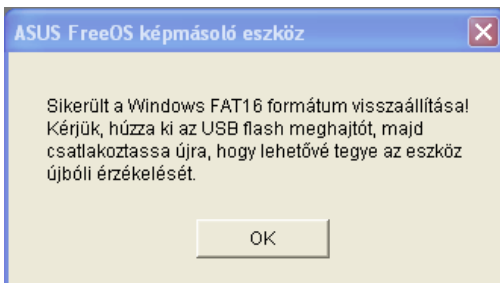 ASUS FreeOS képmásoló eszköz
Sikerült a Windows FAT16 formátum visszaállítása!
Kérjük, húzza ki az USB flash meghajtót, majd
csatlakoztassa újra, hogy lehetővé tegye az eszköz
újbóli érzékelését.
OK